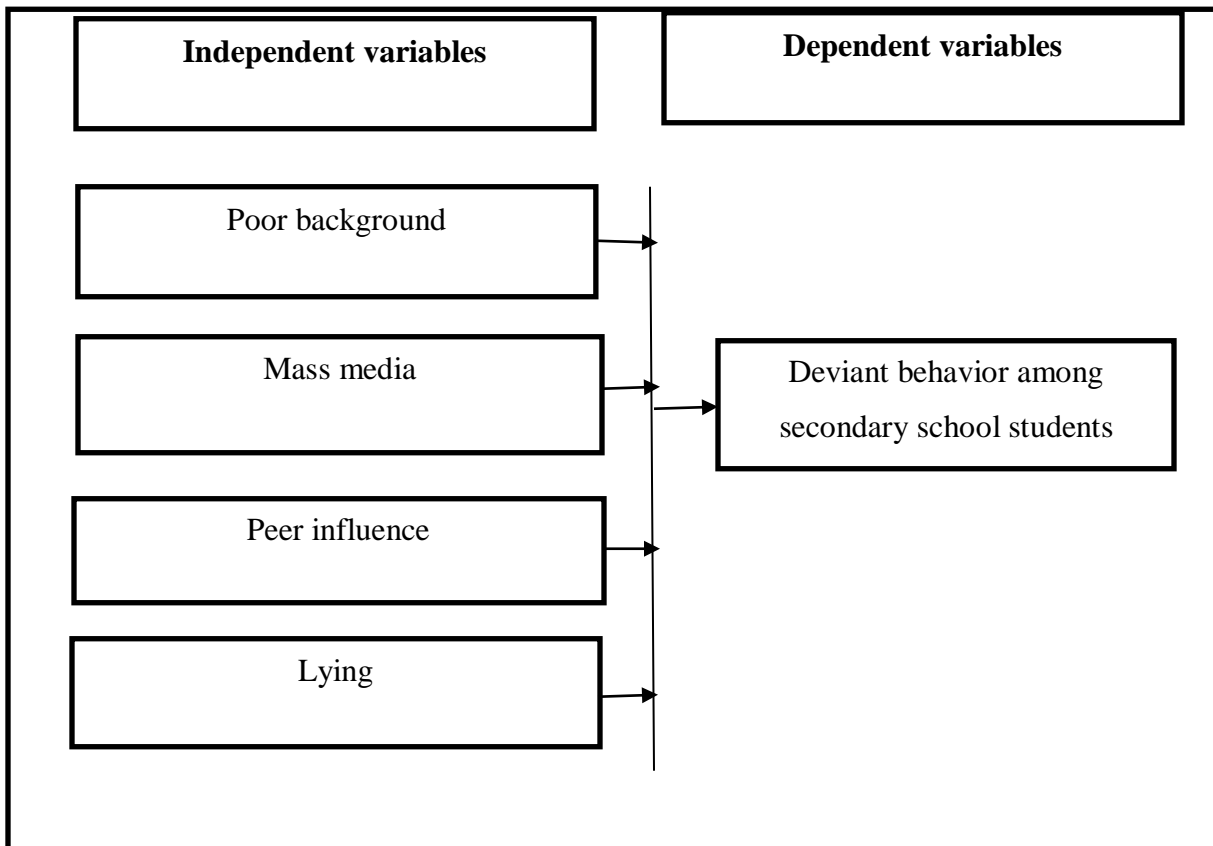 Independent variables
Dependent variables
Poor background
Mass media
Deviant behavior among
secondary school students
Peer influence
Lying